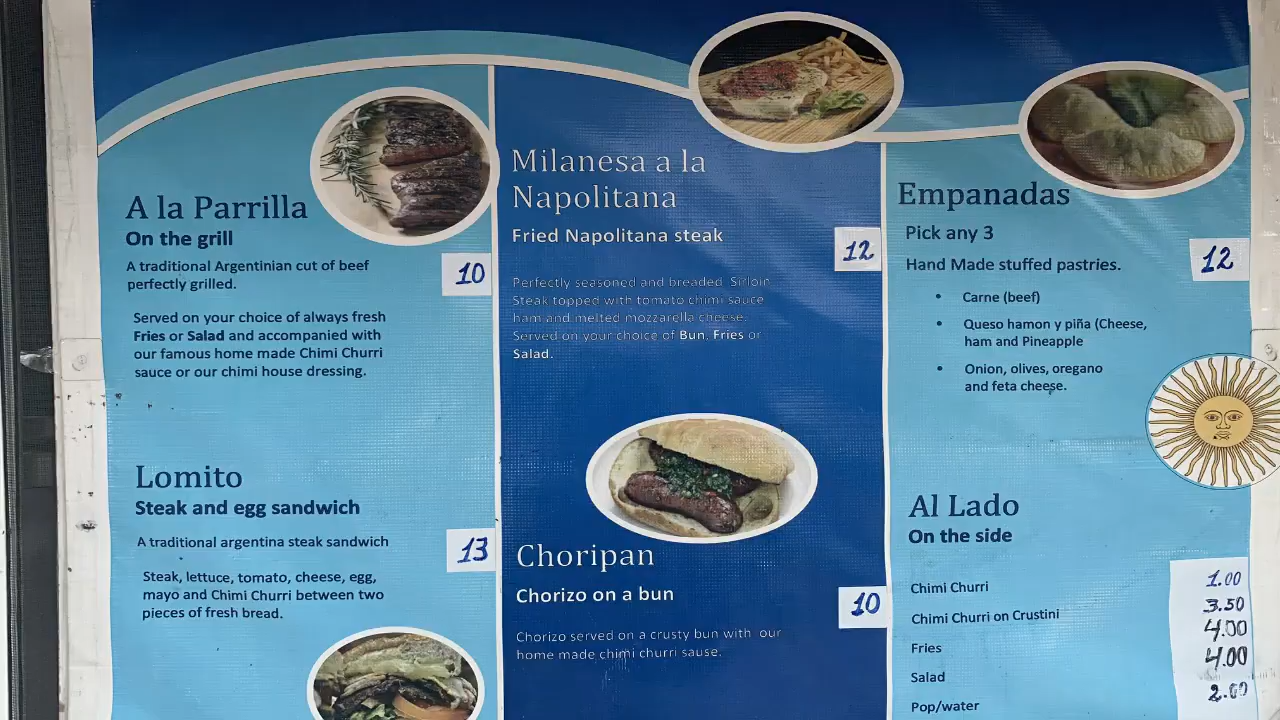 A la Parrilla
On the grill
A traditional Argentinian cut of beef
perfectly grilled.
10
Served on your choice of always fresh
Fries or Salad and accompanied with
our famous home made Chimi Churri
sauce or our chimi house dressing.
Lomito
Steak and egg sandwich
A traditional argentina steak sandwich
13
Steak, lettuce, tomato, cheese, egg,
mayo and Chimi Churri between two
pieces of fresh bread.
Milanesa a la
Napolitana
Fried Napolitana steak
12
Perfectly seasoned and breaded Sirloin
Steak topped with tomato chimi sauce
ham and melted mozzarella cheese.
Served on your choice of Bun, Fries or
Salad.
Choripan
Chorizo on a bun
10
Chorizo served on a crusty bun with our
home made chimi churri sause.
Empanadas
Pick any 3
Hand Made stuffed pastries.
12
• Carne (beef)
• Queso hamon y piña (Cheese,
ham and Pineapple
• Onion, olives, oregano
and feta cheese.
Al Lado
On the side
Chimi Churri 1.00
Chimi Churri on Crustini 3.50
Fries 4.00
Salad 4.00
Pop/water 2.00